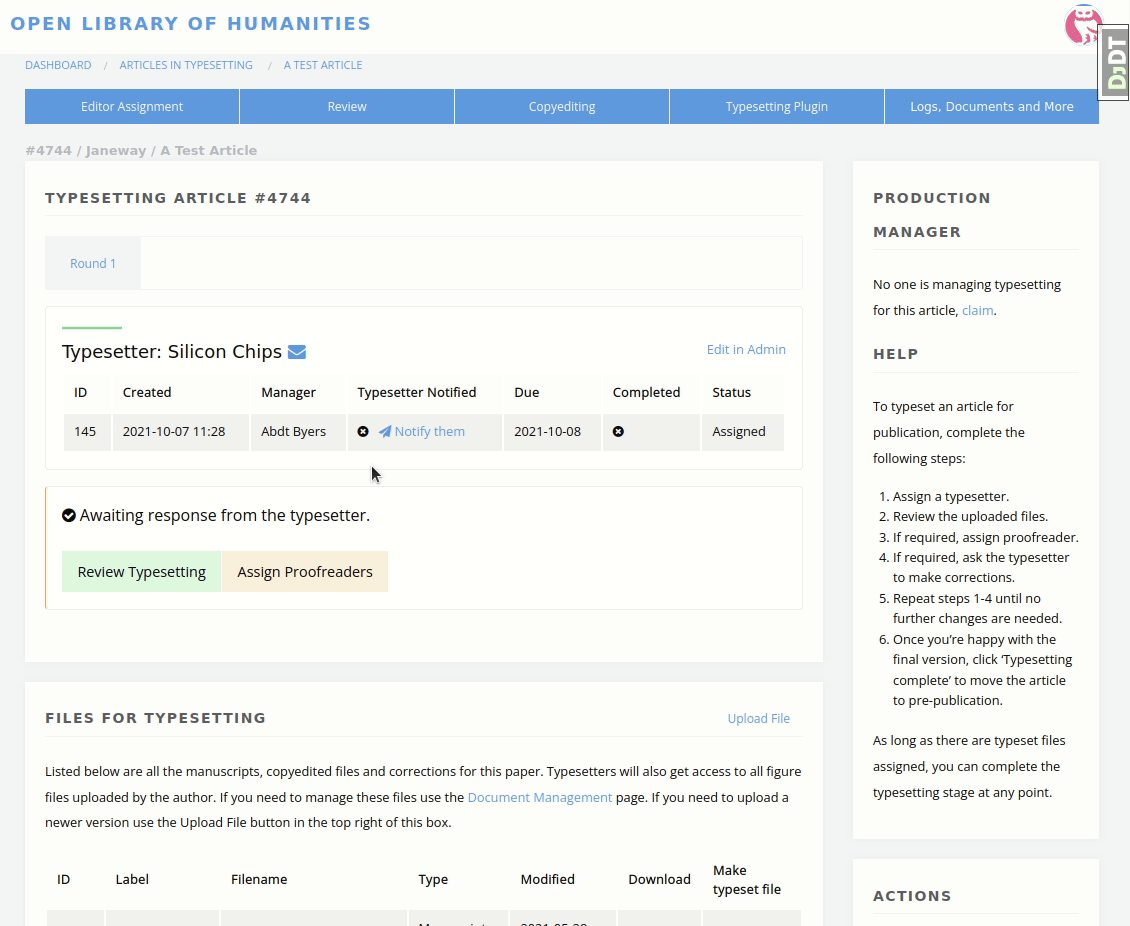 OPEN LIBRARY OF HUMANITIES
DJDT
DASHBOARD / ARTICLES IN TYPESETTING / A TEST ARTICLE
Editor Assignment Review Copyediting Typesetting Plugin Logs, Documents and More
#4744 / Janeway / A Test Article
TYPESETTING ARTICLE #4744
Round 1
Typesetter: Silicon Chips
Edit in Admin
ID Created Manager Typesetter Notified Due Completed Status
145 2021-10-07 11:28 Abdt Byers Notify them 2021-10-08 Assigned
Awaiting response from the typesetter.
Review Typesetting Assign Proofreaders
FILES FOR TYPESETTING
Upload File
Listed below are all the manuscripts, copyedited files and corrections for this paper. Typesetters will also get access to all figure
files uploaded by the author. If you need to manage these files use the Document Management page. If you need to upload a
newer version use the Upload File button in the top right of this box.
ID Label Filename Type Modified Download Make
typeset file
PRODUCTION
MANAGER
No one is managing typesetting
for this article, claim.
HELP
To typeset an article for
publication, complete the
following steps:
1. Assign a typesetter.
2. Review the uploaded files.
3. If required, assign proofreader.
4. If required, ask the typesetter
to make corrections.
5. Repeat steps 1-4 until no
further changes are needed.
6. Once you’re happy with the
final version, click ‘Typesetting
complete’ to move the article
to pre-publication.
As long as there are typeset files
assigned, you can complete the
typesetting stage at any point.
ACTIONS